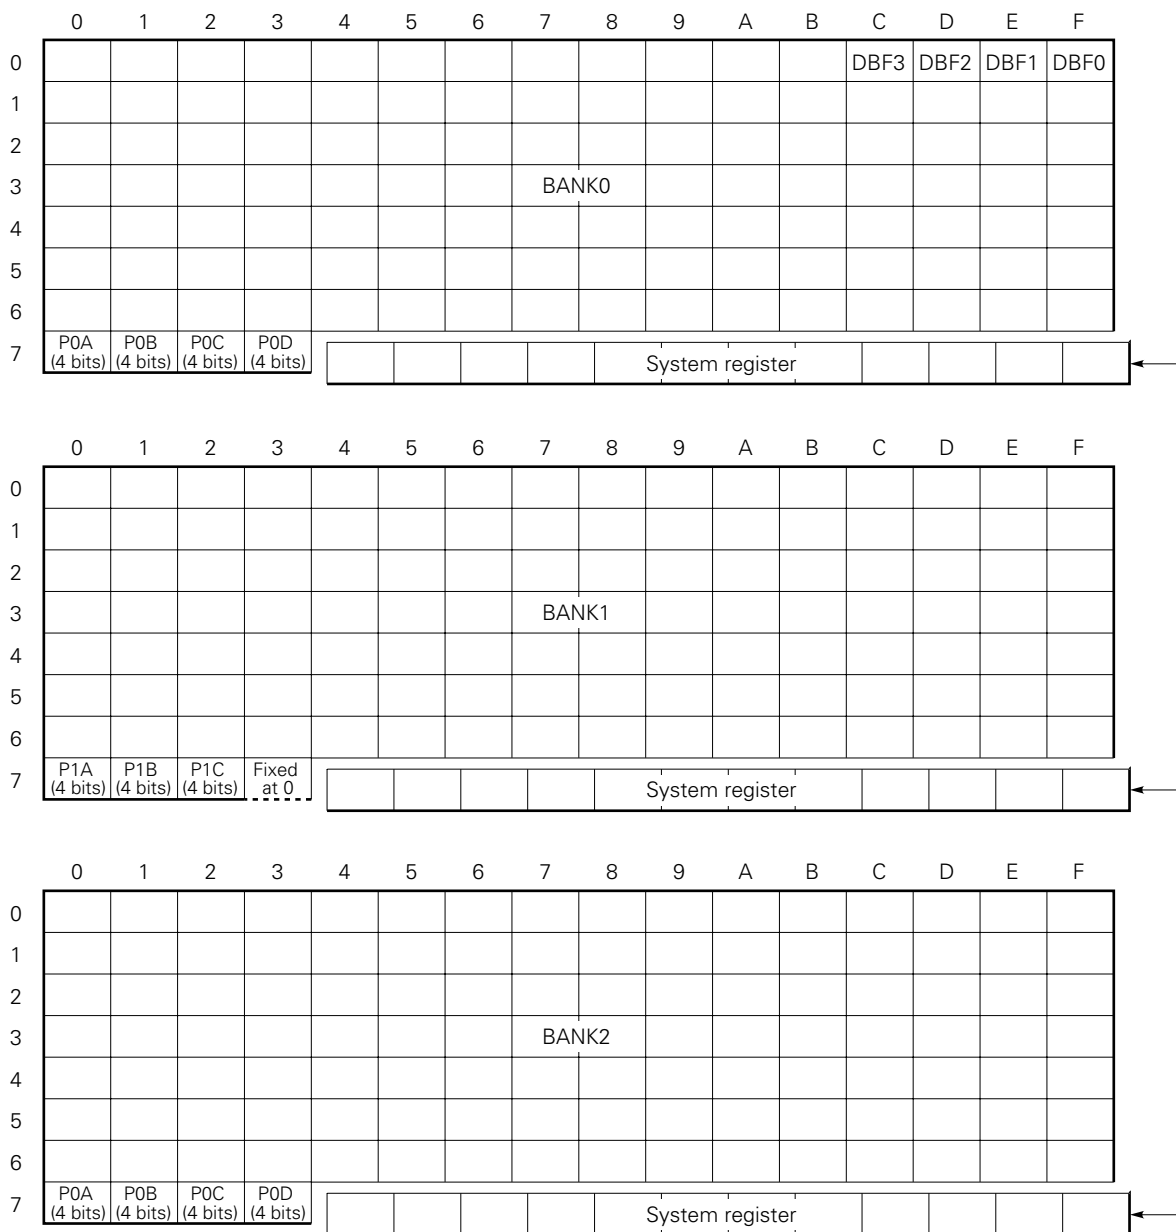 0 1 2 3 4 5 6 7 8 9 A B C D E F
0 DBF3 DBF2 DBF1 DBF0
1
2
3 BANK0
4
5
6
7 P0A (4 bits) P0B (4 bits) P0C (4 bits) P0D (4 bits) System register
0 1 2 3 4 5 6 7 8 9 A B C D E F
0
1
2
3 BANK1
4
5
6
7 P1A (4 bits) P1B (4 bits) P1C (4 bits) Fixed at 0 System register
0 1 2 3 4 5 6 7 8 9 A B C D E F
0
1
2
3 BANK2
4
5
6
7 P0A (4 bits) P0B (4 bits) P0C (4 bits) P0D (4 bits) System register